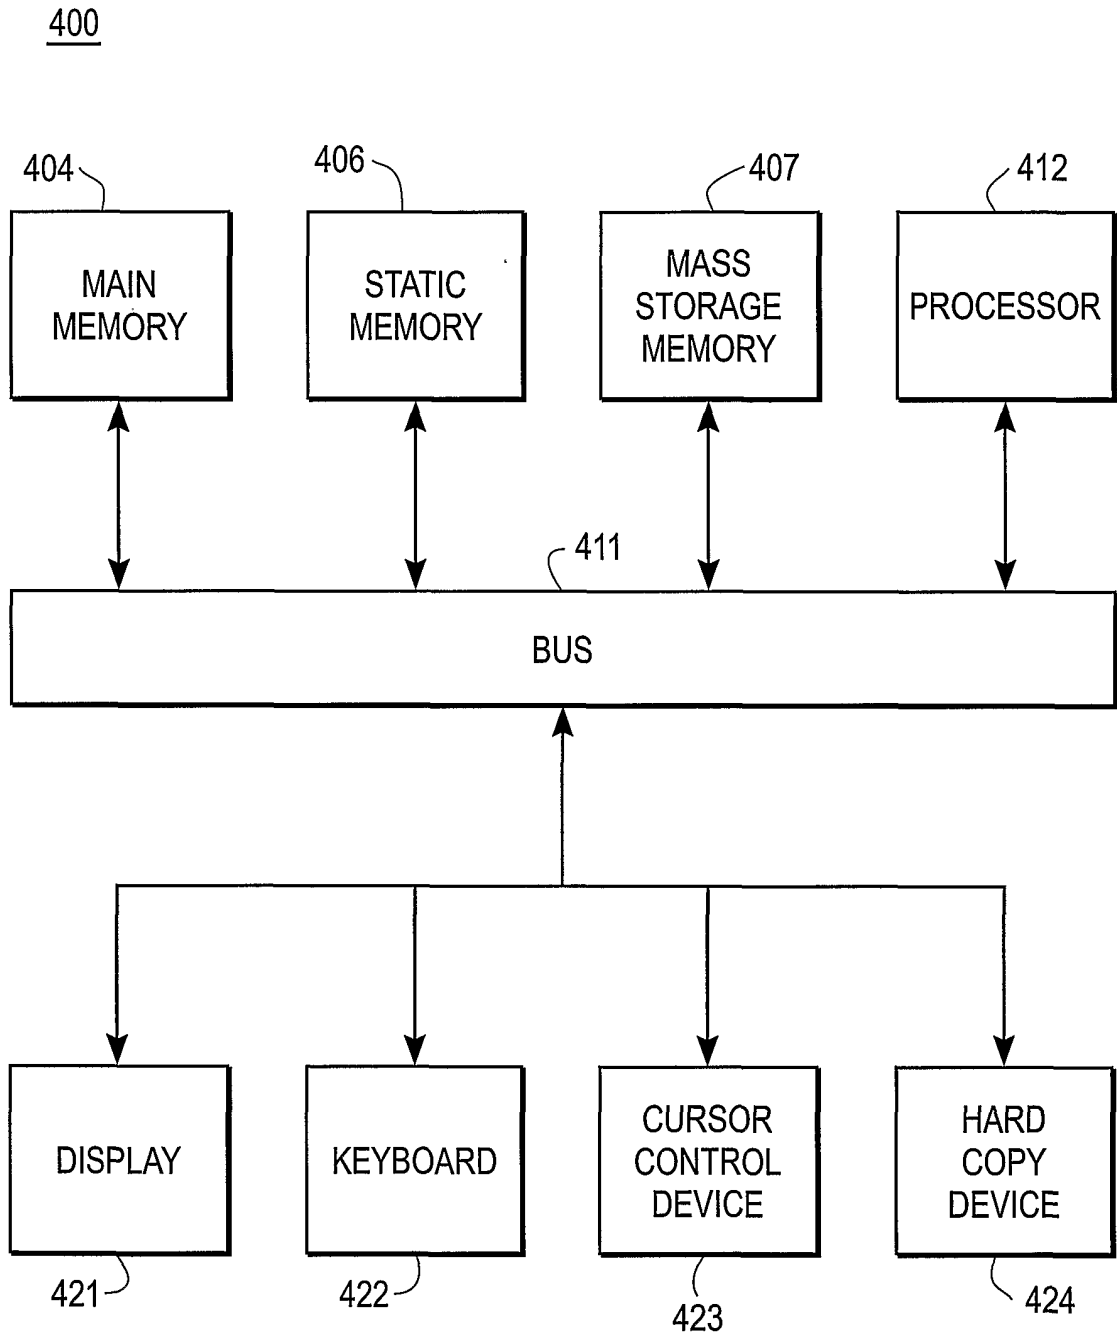 400
404
406
407
412
MAIN
MEMORY
STATIC
MEMORY
MASS
STORAGE
MEMORY
PROCESSOR
411
BUS
DISPLAY
KEYBOARD
CURSOR
CONTROL
DEVICE
HARD
COPY
DEVICE
421
422
423
424